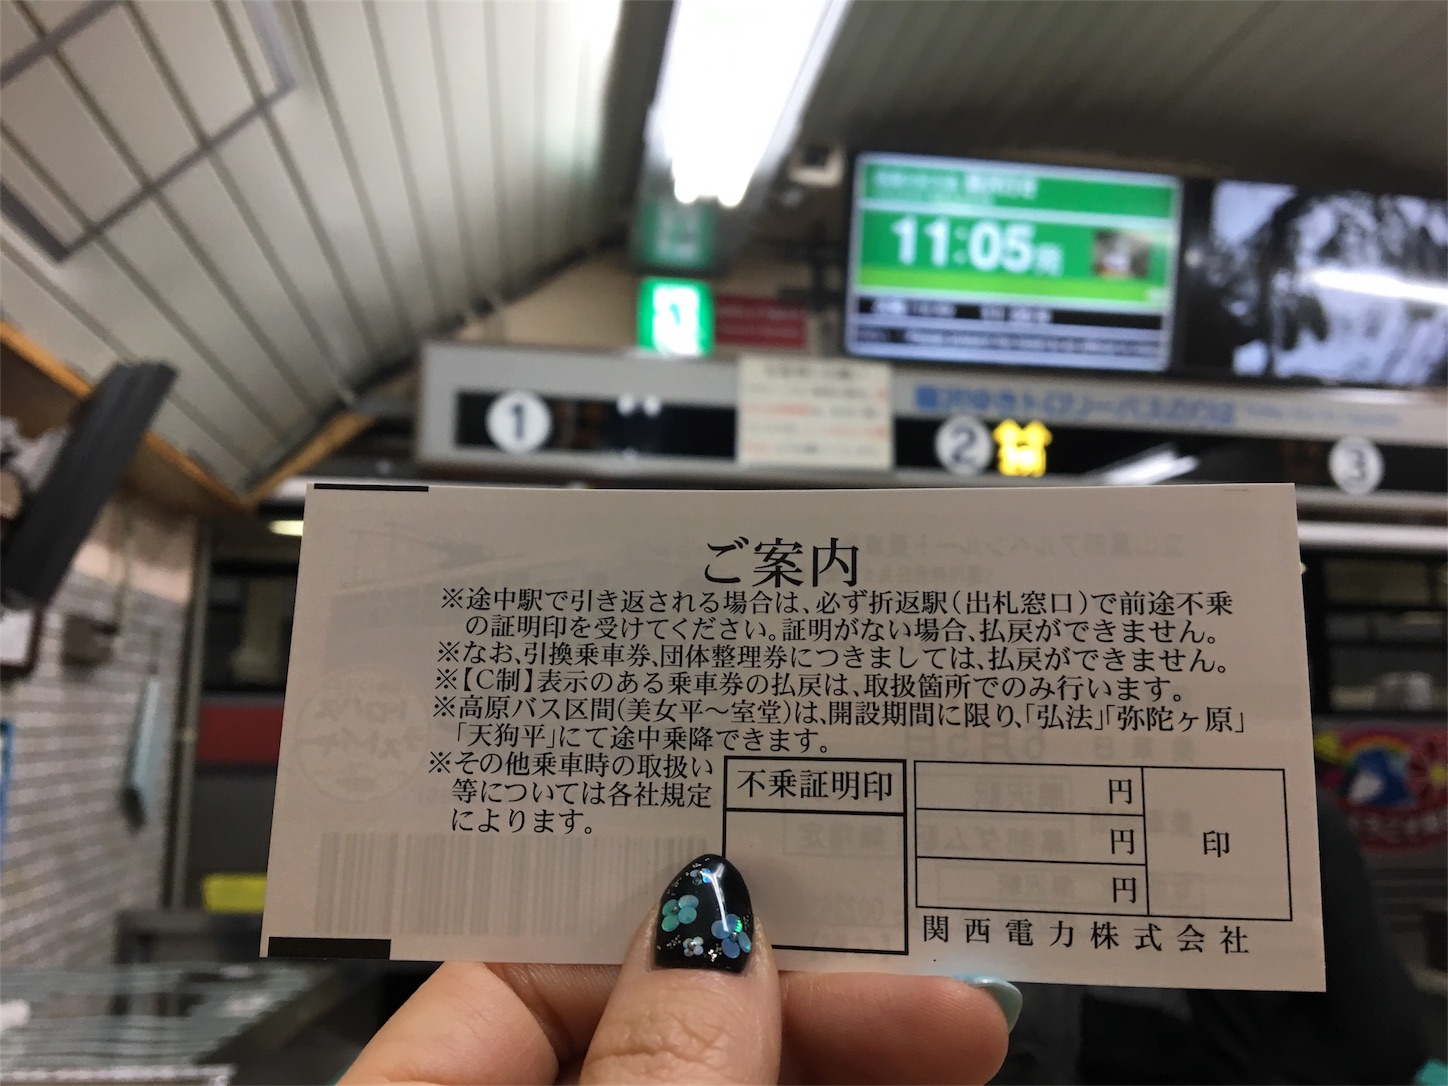 11:05発
1
2
3
ご案内
※途中駅で引き返される場合は、必ず折返駅(出札窓口)で前途不乗
の証明印を受けてください。証明がない場合、払戻ができません。
※なお、引換乗車券、団体整理券につきましては、払戻ができません。
※【C制】表示のある乗車券の払戻は、取扱箇所でのみ行います。
※高原バス区間(美女平〜室堂)は、開設期間に限り、「弘法」「弥陀ヶ原」
「天狗平」にて途中乗降できます。
※その他乗車時の取扱い
等については各社規定
によります。
不乗証明印
円
円
円
印
関西電力株式会社